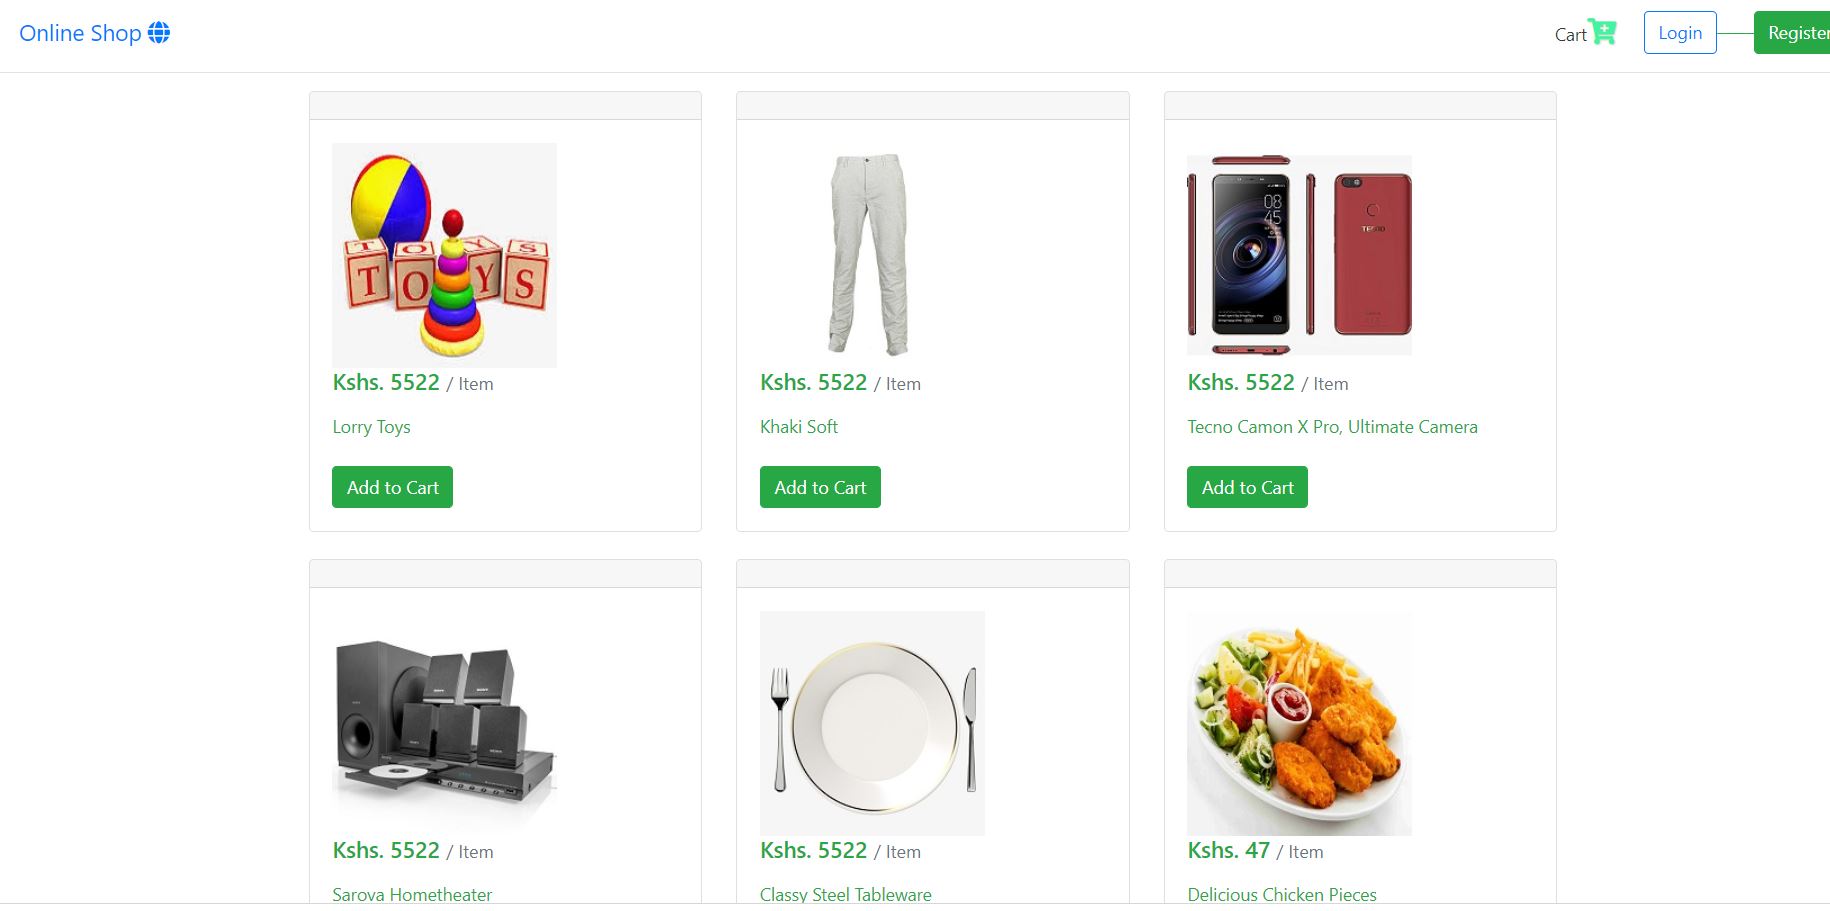 Online Shop
Cart
Login
Register
TOYS
TOYS
08
45
TECNO
Kshs. 5522 / Item
Kshs. 5522 / Item
Kshs. 5522 / Item
Lorry Toys
Khaki Soft
Tecno Camon X Pro, Ultimate Camera
Add to Cart
Add to Cart
Add to Cart
Kshs. 5522 / Item
Kshs. 5522 / Item
Kshs. 47 / Item
Sarova Hometheater
Classy Steel Tableware
Delicious Chicken Pieces